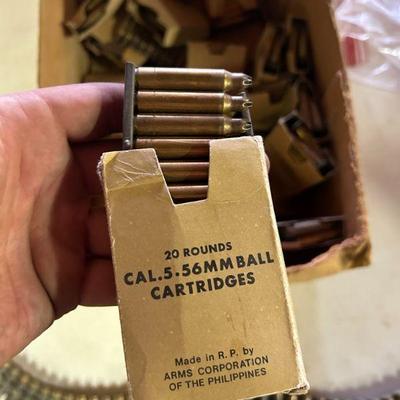 20 ROUNDS
CAL.5-56MM BALL
CARTRIDGES
Made in R.P. by
ARMS CORPORATION
OF THE PHILIPPINES